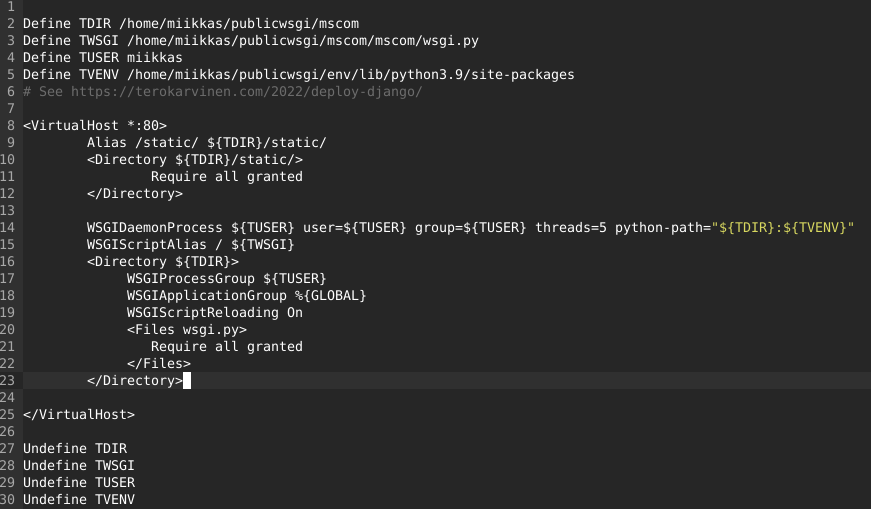 1
2 Define TDIR /home/miikkas/publicwsgi/mscom
3 Define TWSGI /home/miikkas/publicwsgi/mscom/mscom/wsgi.py
4 Define TUSER miikkas
5 Define TVENV /home/miikkas/publicwsgi/env/lib/python3.9/site-packages
6 # See https://terokarvinen.com/2022/deploy-django/
7
8 <VirtualHost *:80>
9         Alias /static/ ${TDIR}/static/
10         <Directory ${TDIR}/static/>
11                 Require all granted
12         </Directory>
13
14         WSGIDaemonProcess ${TUSER} user=${TUSER} group=${TUSER} threads=5 python-path="${TDIR}:${TVENV}"
15         WSGIScriptAlias / ${TWSGI}
16         <Directory ${TDIR}>
17              WSGIProcessGroup ${TUSER}
18              WSGIApplicationGroup %{GLOBAL}
19              WSGIScriptReloading On
20              <Files wsgi.py>
21                 Require all granted
22              </Files>
23         </Directory>
24
25 </VirtualHost>
26
27 Undefine TDIR
28 Undefine TWSGI
29 Undefine TUSER
30 Undefine TVENV